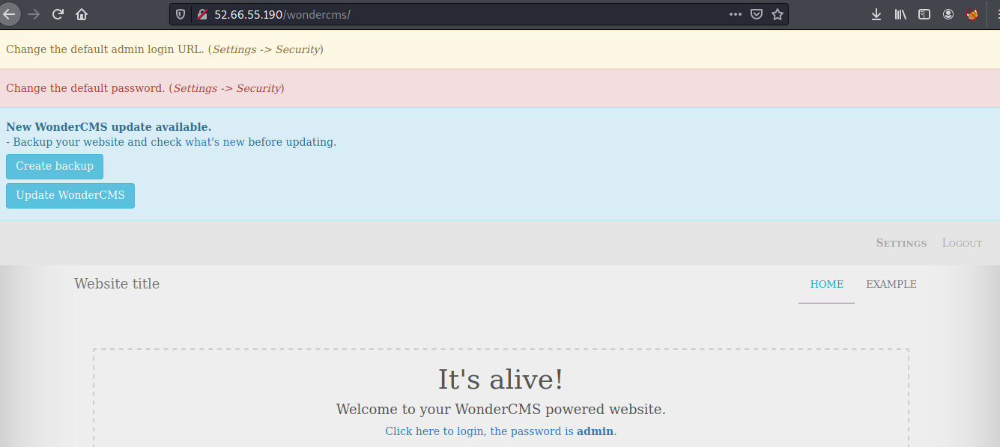 52.66.55.190/wondercms/
Change the default admin login URL. (Settings -> Security)
Change the default password. (Settings -> Security)
New WonderCMS update available.
- Backup your website and check what's new before updating.
Create backup
Update WonderCMS
SETTINGS LOGOUT
Website title HOME EXAMPLE
It's alive!
Welcome to your WonderCMS powered website.
Click here to login, the password is admin.